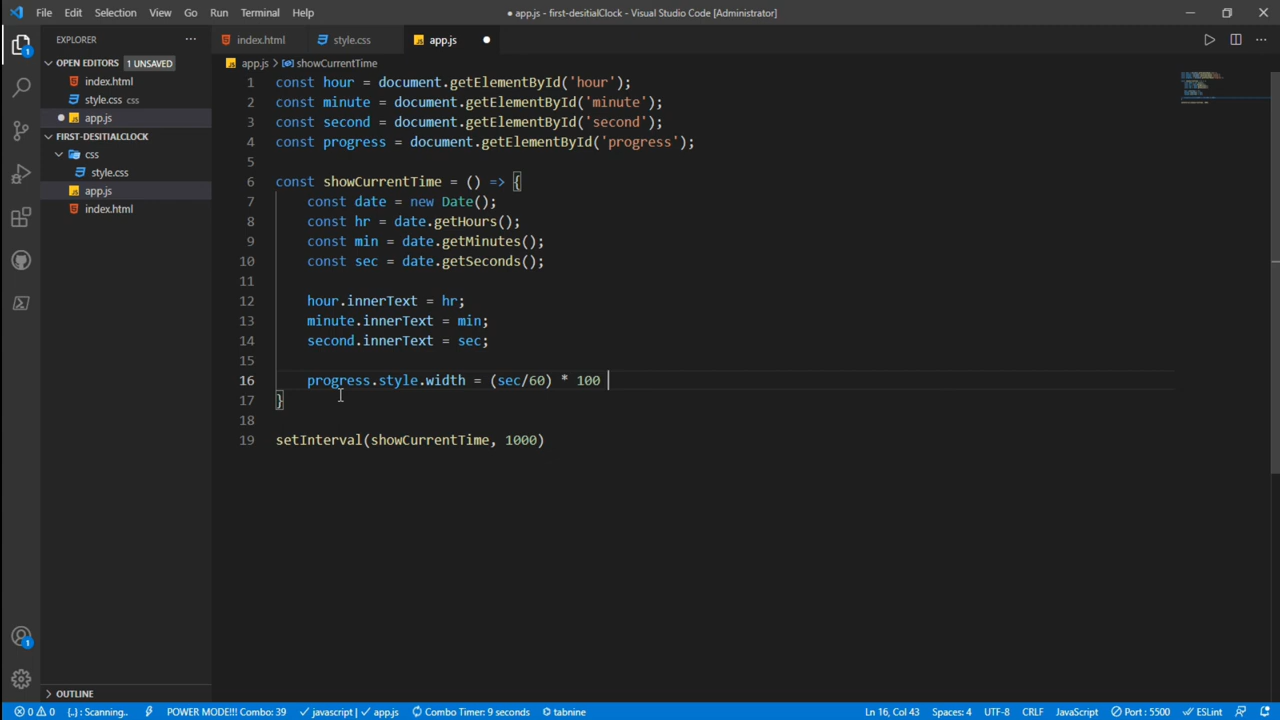 File Edit Selection View Go Run Terminal Help
● app.js - first-desitialClock - Visual Studio Code [Administrator]
EXPLORER
OPEN EDITORS 1 UNSAVED
index.html
style.css css
app.js
FIRST-DESITIALCLOCK
css
style.css
app.js
index.html
OUTLINE
index.html style.css app.js
app.js > showCurrentTime
1 const hour = document.getElementById('hour');
2 const minute = document.getElementById('minute');
3 const second = document.getElementById('second');
4 const progress = document.getElementById('progress');
5
6 const showCurrentTime = () => {
7 const date = new Date();
8 const hr = date.getHours();
9 const min = date.getMinutes();
10 const sec = date.getSeconds();
11
12 hour.innerText = hr;
13 minute.innerText = min;
14 second.innerText = sec;
15
16 progress.style.width = (sec/60) * 100
17 }
18
19 setInterval(showCurrentTime, 1000)
1
1
0 0 {..} : Scanning.. POWER MODE!!! Combo: 39 javascript | app.js Combo Timer: 9 seconds tabnine Ln 16, Col 43 Spaces: 4 UTF-8 CRLF JavaScript Port : 5500 ESLint